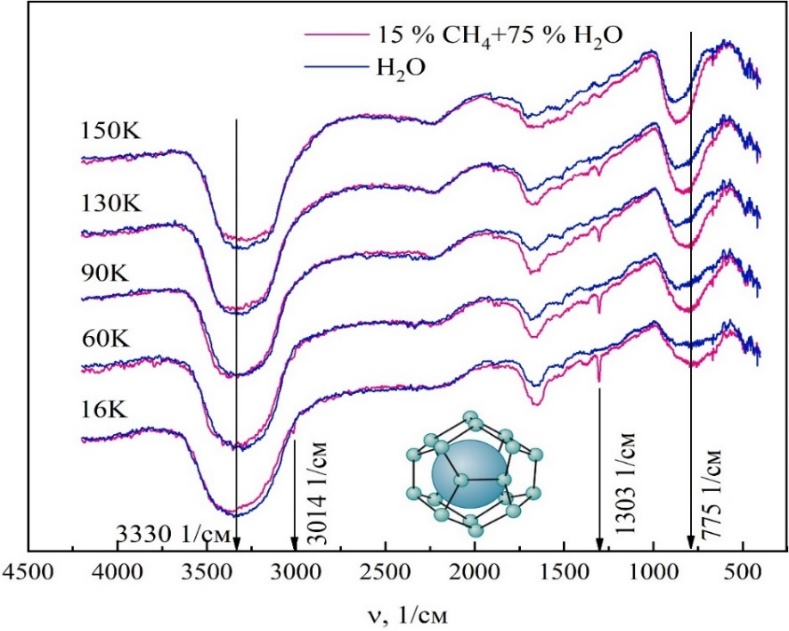 15 % CH₄+75 % H₂O
H₂O
150K
130K
90K
60K
16K
3330 1/см
3014 1/см
1303 1/см
775 1/см
4500 4000 3500 3000 2500 2000 1500 1000 500
ν, 1/см